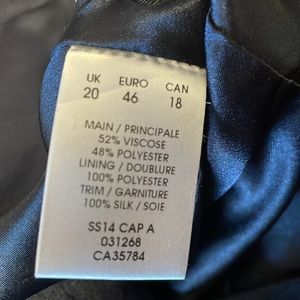 UK EURO CAN
20 46 18
MAIN / PRINCIPALE
52% VISCOSE
48% POLYESTER
LINING / DOUBLURE
100% POLYESTER
TRIM / GARNITURE
100% SILK / SOIE
SS14 CAP A
031268
CA35784